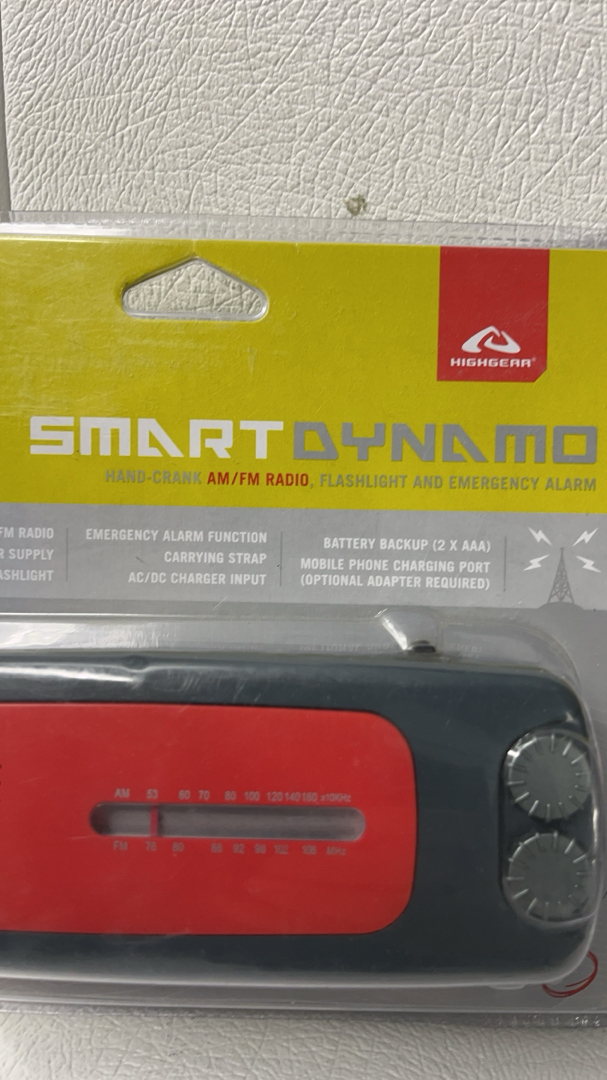 HIGHGEAR®
SMART DYNAMO
HAND-CRANK AM/FM RADIO, FLASHLIGHT AND EMERGENCY ALARM
FM RADIO
R SUPPLY
ASHLIGHT
EMERGENCY ALARM FUNCTION
CARRYING STRAP
AC/DC CHARGER INPUT
BATTERY BACKUP (2 X AAA)
MOBILE PHONE CHARGING PORT
(OPTIONAL ADAPTER REQUIRED)
AM 53 60 70 80 100 120 140 160 x10KHz
FM 76 80 88 92 98 102 108 MHz